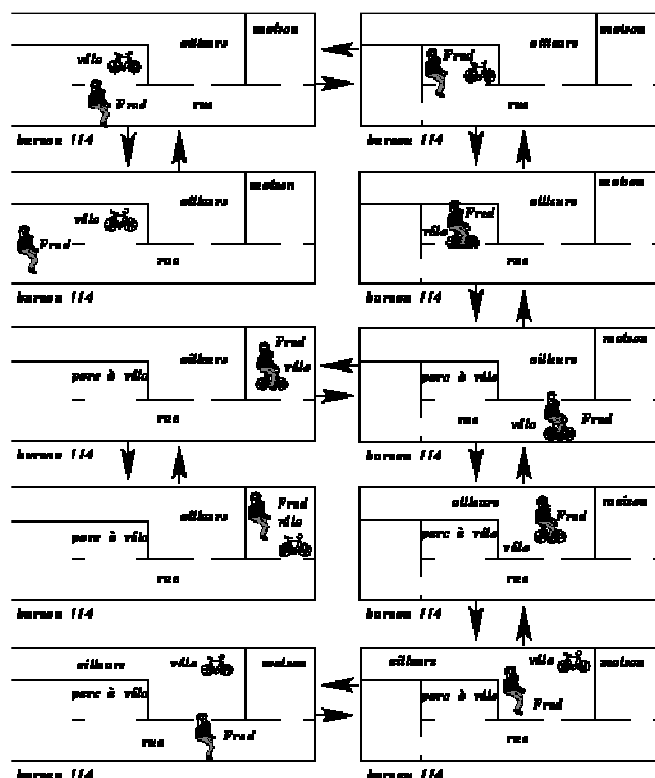 ailleurs maison
vélo
Fred rue
bureau 114
ailleurs maison
Fred
rue
bureau 114
maison
ailleurs
vélo
Fred
rue
bureau 114
maison
ailleurs
Fred
vélo
rue
bureau 114
Fred
ailleurs vélo
parc à vélo
rue
bureau 114
maison
ailleurs
parc à vélo
rue vélo Fred
bureau 114
Fred
ailleurs vélo
parc à vélo
rue
bureau 114
ailleurs maison
Fred
parc à vélo
vélo
rue
bureau 114
ailleurs vélo maison
parc à vélo
rue Fred
bureau 114
ailleurs vélo maison
parc à vélo Fred
rue
bureau 114